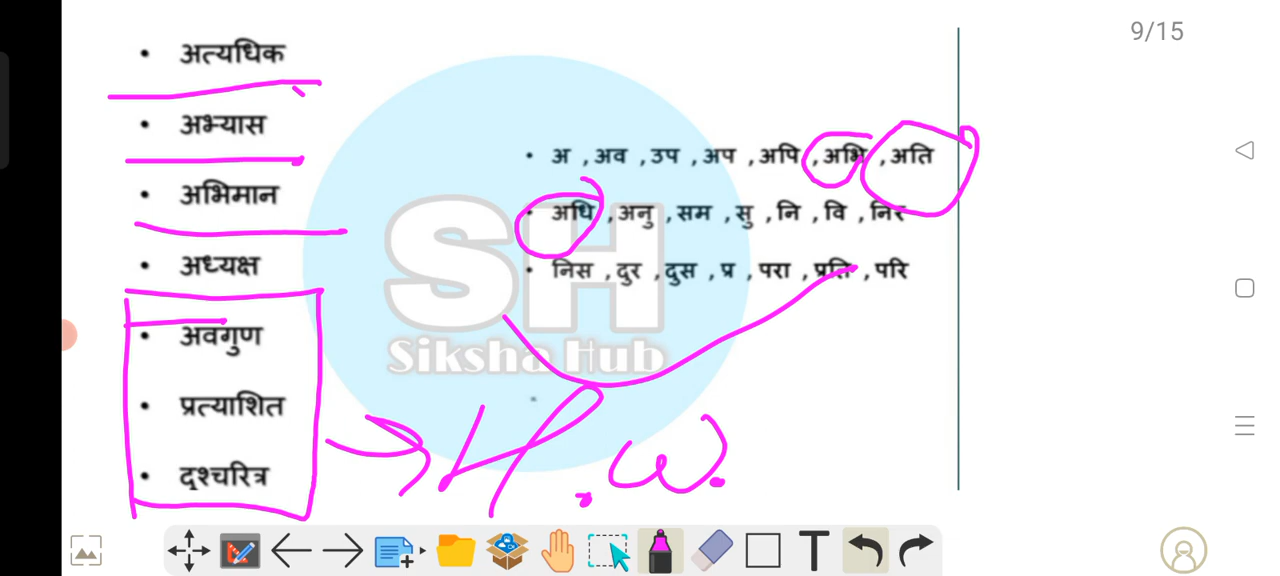 9/15
• अत्यधिक
• अभ्यास
• अभिमान
• अध्यक्ष
• अवगुण
• प्रत्याशित
• दुश्चरित्र
• अ , अव , उप , अप , अपि , अभि , अति
• अधि , अनु , सम , सु , नि , वि , निर
• निस , दुर , दुस , प्र , परा , प्रति , परि
SH
Siksha Hub
H.W.
T